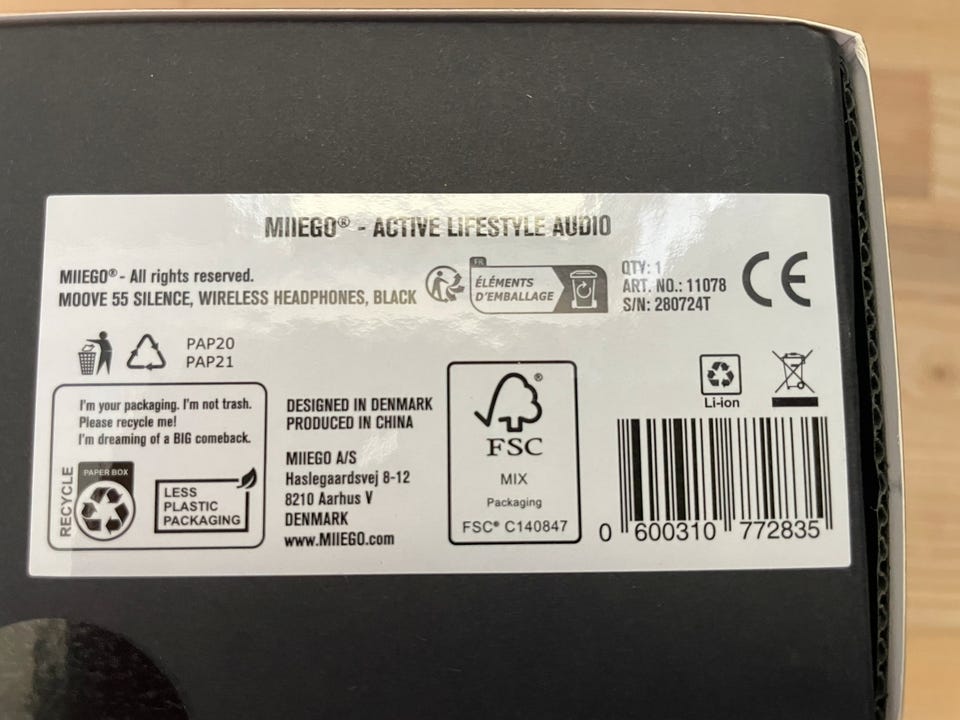 MIIEGO® - ACTIVE LIFESTYLE AUDIO
MIIEGO® - All rights reserved.
MOOVE 55 SILENCE, WIRELESS HEADPHONES, BLACK
FR
ÉLÉMENTS
D'EMBALLAGE
QTY: 1
ART. NO.: 11078
S/N: 280724T
CE
PAP20
PAP21
I'm your packaging. I'm not trash.
Please recycle me!
I'm dreaming of a BIG comeback.
RECYCLE
PAPER BOX
LESS
PLASTIC
PACKAGING
DESIGNED IN DENMARK
PRODUCED IN CHINA
MIIEGO A/S
Haslegaardsvej 8-12
8210 Aarhus V
DENMARK
www.MIIEGO.com
®
FSC
MIX
Packaging
FSC® C140847
Li-ion
0 600310 772835